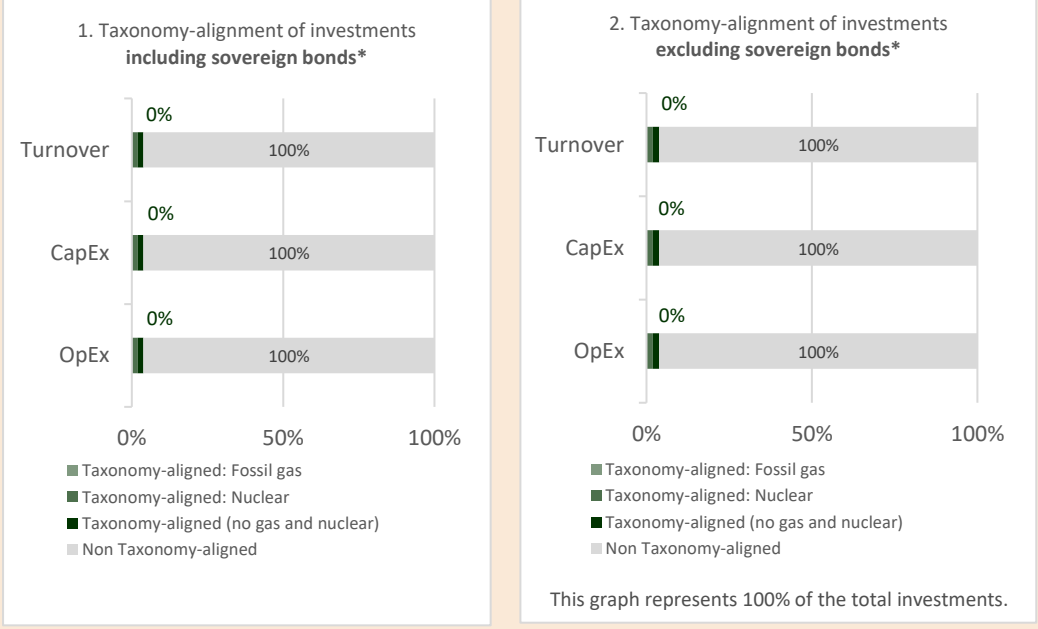 1. Taxonomy-alignment of investments
including sovereign bonds*
0%
Turnover
100%
0%
CapEx
100%
0%
OpEx
100%
0%
50%
100%
Taxonomy-aligned: Fossil gas
Taxonomy-aligned: Nuclear
Taxonomy-aligned (no gas and nuclear)
Non Taxonomy-aligned
2. Taxonomy-alignment of investments
excluding sovereign bonds*
0%
Turnover
100%
0%
CapEx
100%
0%
OpEx
100%
0%
50%
100%
Taxonomy-aligned: Fossil gas
Taxonomy-aligned: Nuclear
Taxonomy-aligned (no gas and nuclear)
Non Taxonomy-aligned
This graph represents 100% of the total investments.